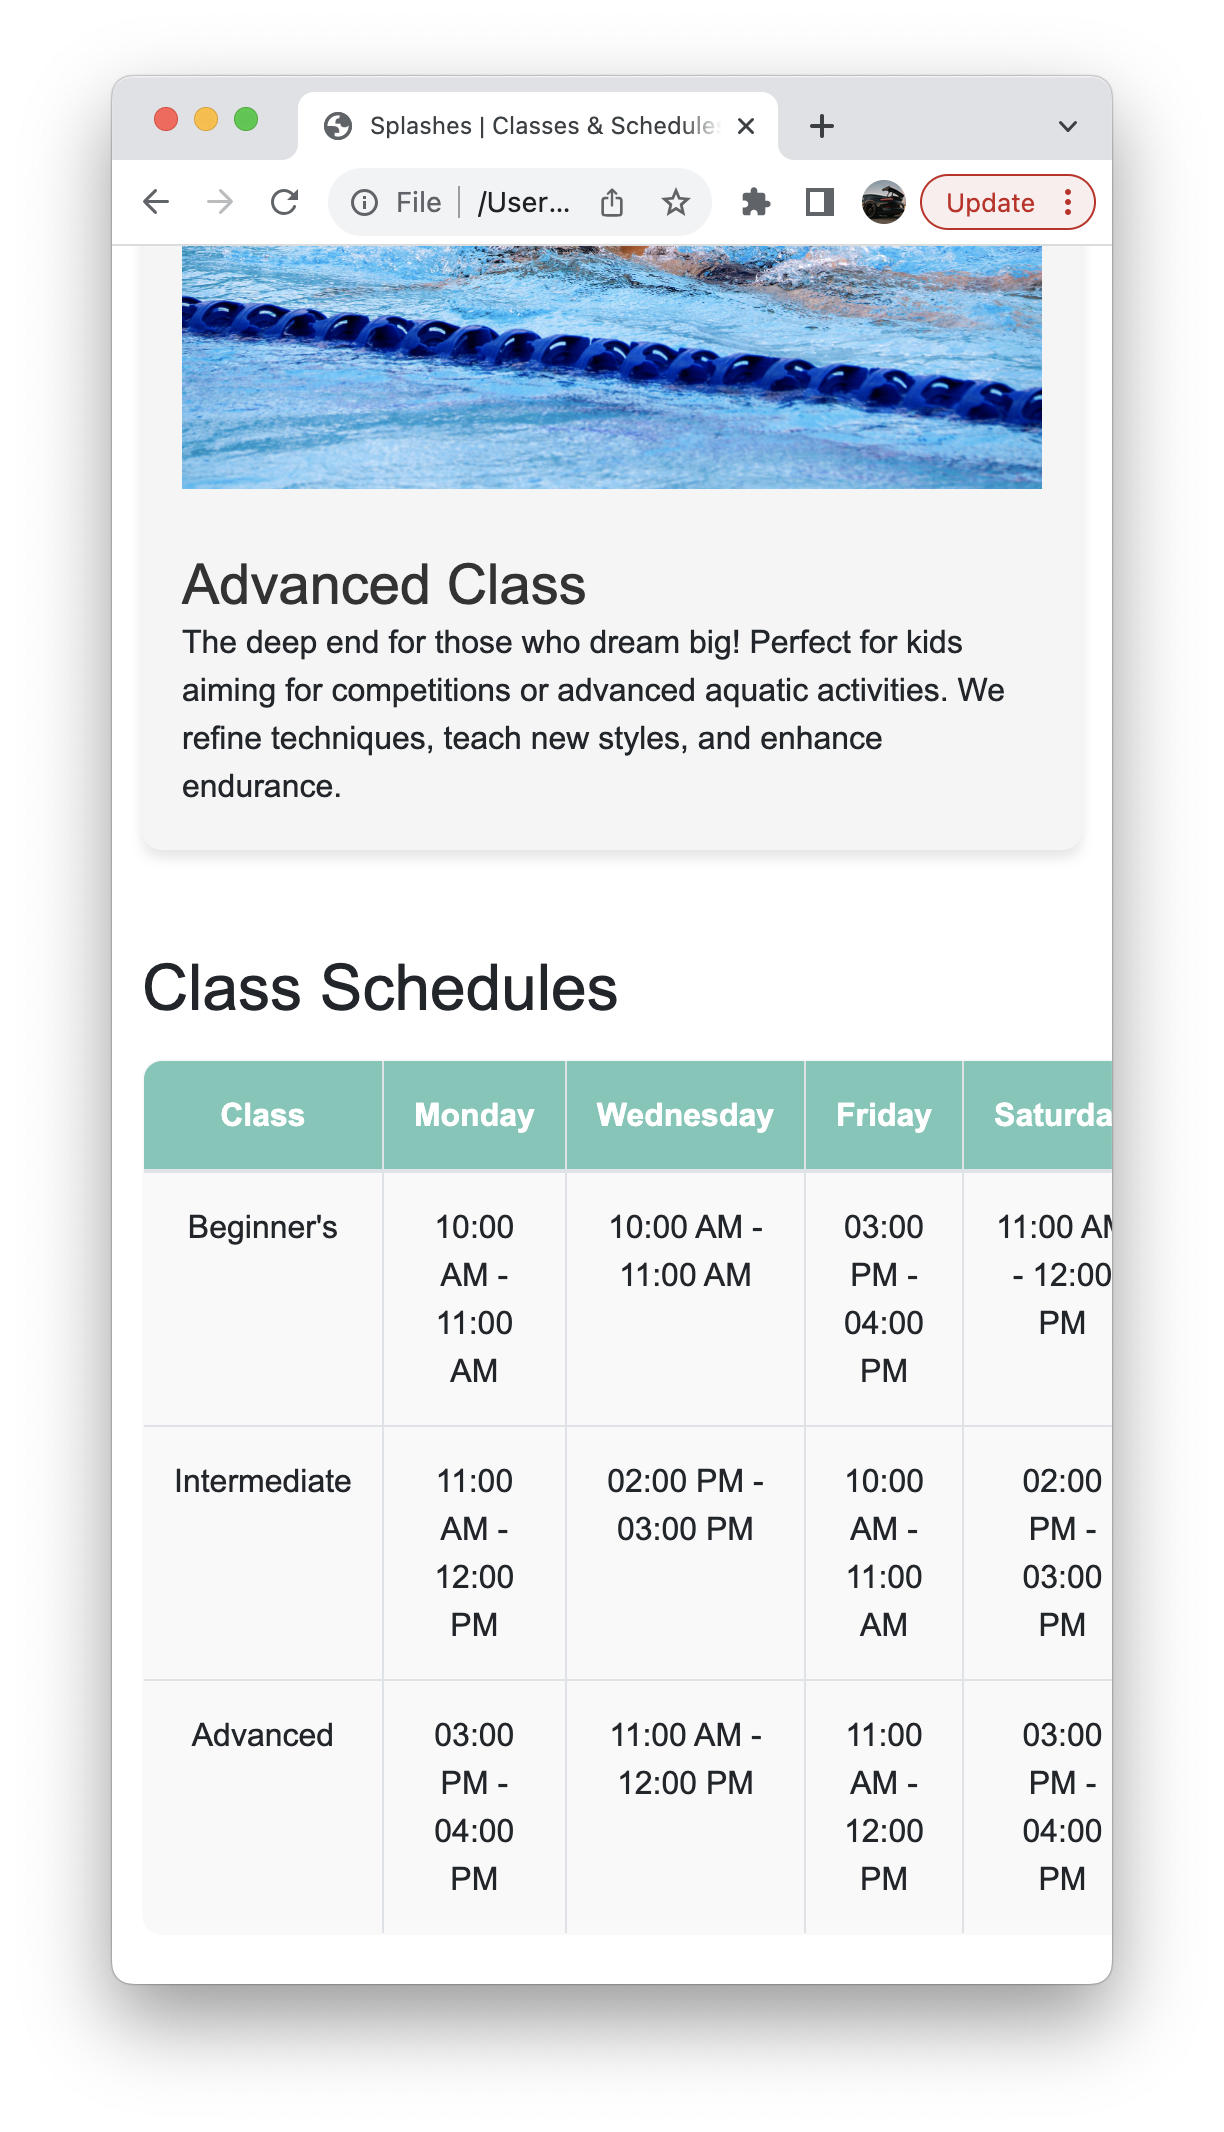 Splashes | Classes & Schedules
File /User...
Update
Advanced Class
The deep end for those who dream big! Perfect for kids
aiming for competitions or advanced aquatic activities. We
refine techniques, teach new styles, and enhance
endurance.
Class Schedules
Class Monday Wednesday Friday Saturda
Beginner's 10:00 10:00 AM - 03:00 11:00 AM
AM - 11:00 AM PM - - 12:00
11:00 04:00 PM
AM PM
Intermediate 11:00 02:00 PM - 10:00 02:00
AM - 03:00 PM AM - PM -
12:00 11:00 03:00
PM AM PM
Advanced 03:00 11:00 AM - 11:00 03:00
PM - 12:00 PM AM - PM -
04:00 12:00 04:00
PM PM PM